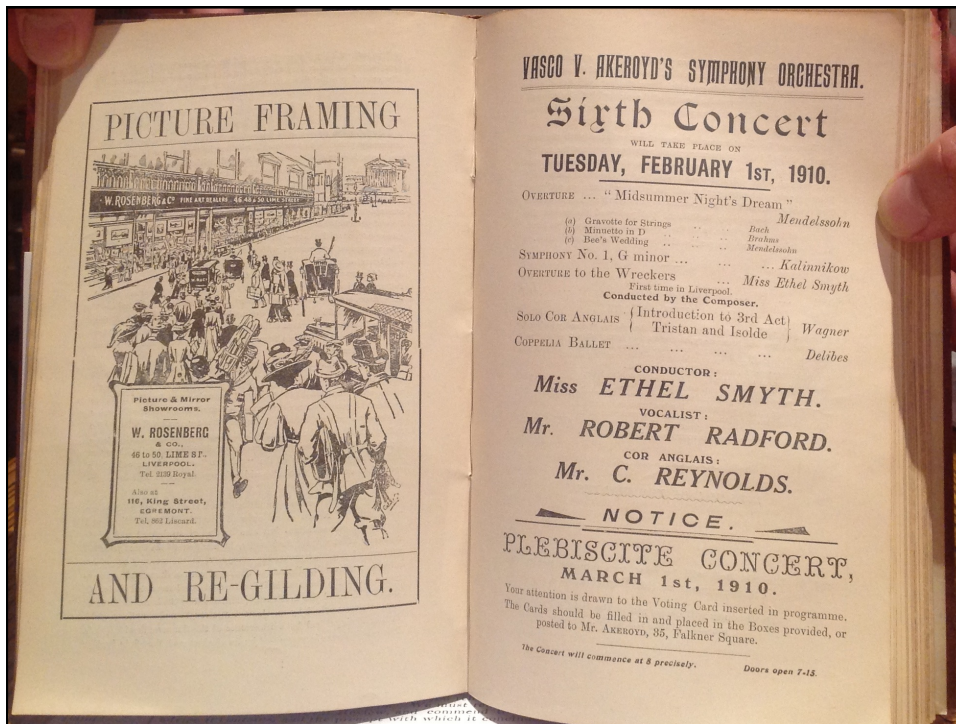 PICTURE FRAMING
W. ROSENBERG & Co. FINE ART DEALERS 46 48 & 50 LIME STREET
Picture & Mirror
Showrooms.
W. ROSENBERG
& CO.,
46 to 50, LIME ST.,
LIVERPOOL.
Tel. 2139 Royal.
Also at
116, King Street,
EGREMONT.
Tel. 862 Liscard.
AND RE-GILDING.
VASCO V. AKEROYD'S SYMPHONY ORCHESTRA.
Sixth Concert
WILL TAKE PLACE ON
TUESDAY, FEBRUARY 1ST, 1910.
OVERTURE ... "Midsummer Night's Dream" Mendelssohn
(a) Gravotte for Strings .. .. Bach
(b) Minuetto in D .. .. .. Brahms
(c) Bee's Wedding .. .. .. Mendelssohn
SYMPHONY No. 1, G minor ... ... ... Kalinnikow
OVERTURE to the Wreckers ... Miss Ethel Smyth
First time in Liverpool.
Conducted by the Composer.
SOLO COR ANGLAIS { Introduction to 3rd Act } Wagner
Tristan and Isolde
COPPELIA BALLET ... ... ... ... Delibes
CONDUCTOR:
Miss ETHEL SMYTH.
VOCALIST:
Mr. ROBERT RADFORD.
COR ANGLAIS:
Mr. C. REYNOLDS.
NOTICE.
PLEBISCITE CONCERT,
MARCH 1st, 1910.
Your attention is drawn to the Voting Card inserted in programme.
The Cards should be filled in and placed in the Boxes provided, or
posted to Mr. AKEROYD, 35, Falkner Square.
The Concert will commence at 8 precisely. Doors open 7-15.
must
and commend
with which it